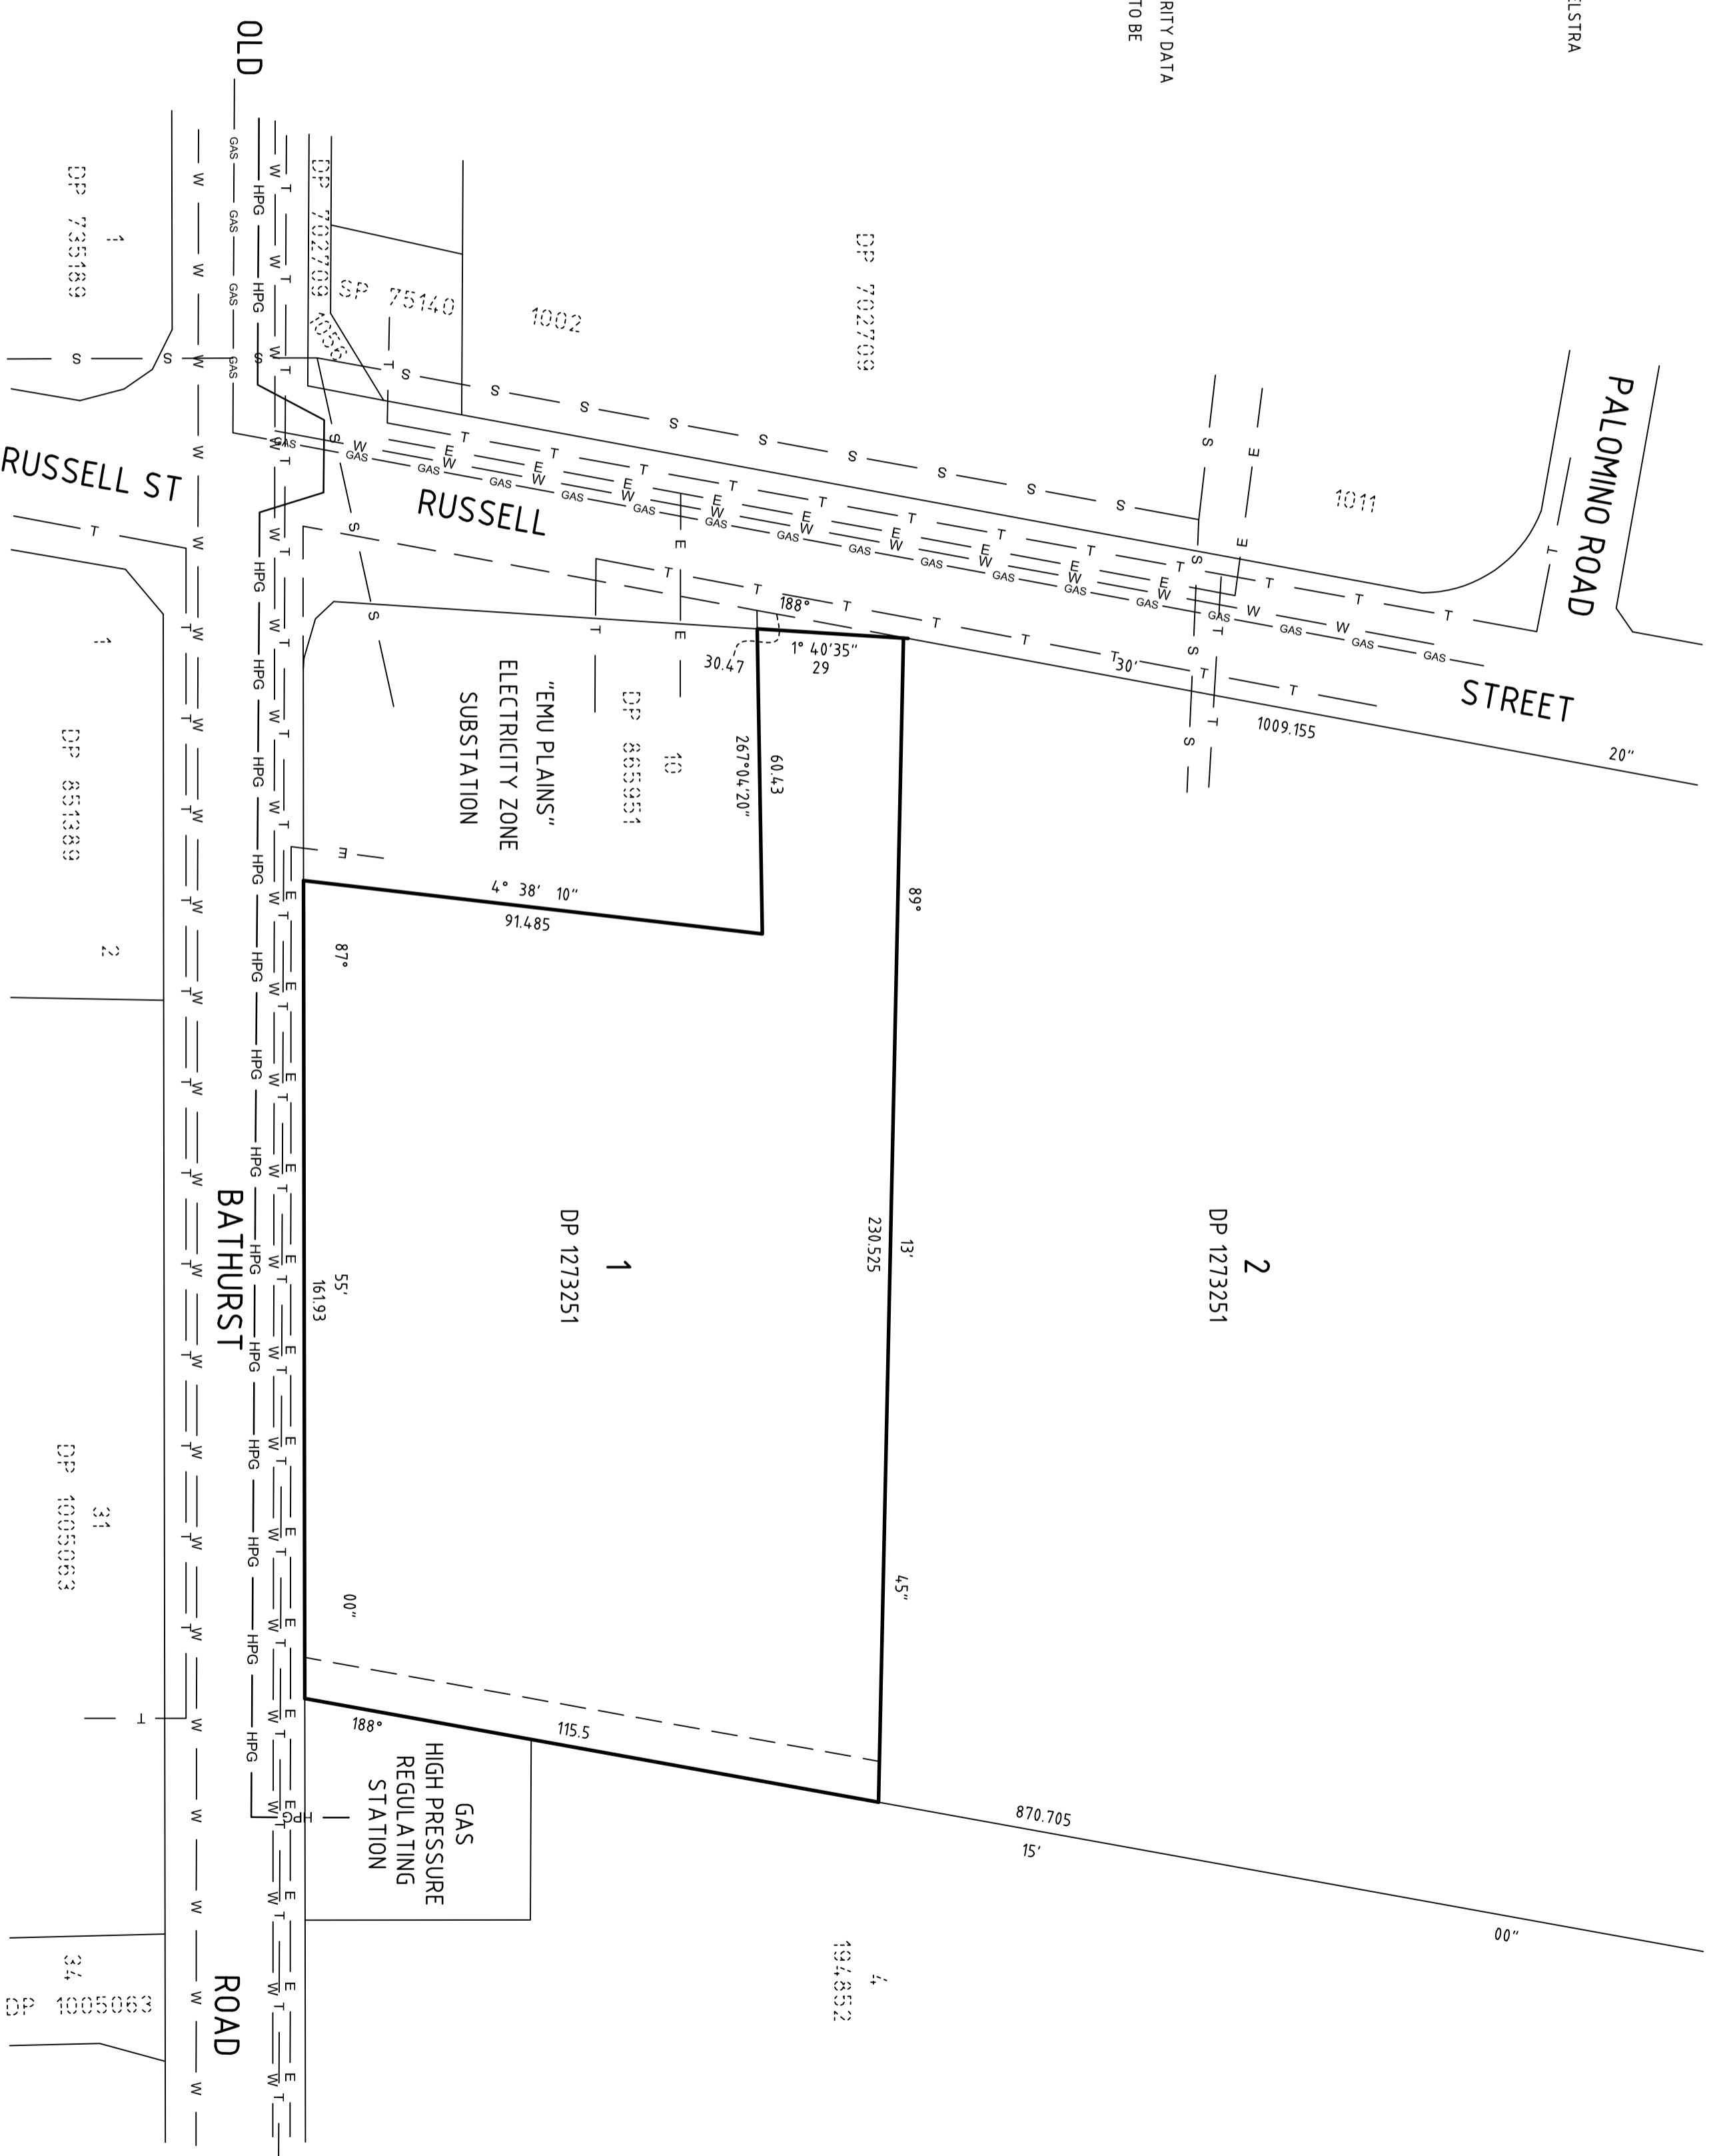 ELSTRA
RITY DATA
TO BE
PALOMINO ROAD
1011
DP 702709
1002
SP 75140
DP 702709
1056
OLD
RUSSELL ST
RUSSELL
STREET
20"
1009.155
30'
188°
1° 40'35"
29
30.47
60.43
267°04'20"
10
DP 865951
"EMU PLAINS"
ELECTRICITY ZONE
SUBSTATION
4° 38' 10"
91.485
89°
13'
45"
230.525
2
DP 1273251
1
DP 1273251
87°
55'
00"
161.93
188°
115.5
870.705
15'
00"
GAS
HIGH PRESSURE
REGULATING
STATION
4
194852
BATHURST
ROAD
1
DP 735189
1
DP 851389
2
31
DP 1005063
34
DP 1005063
GAS
HPG
W
T
S
E